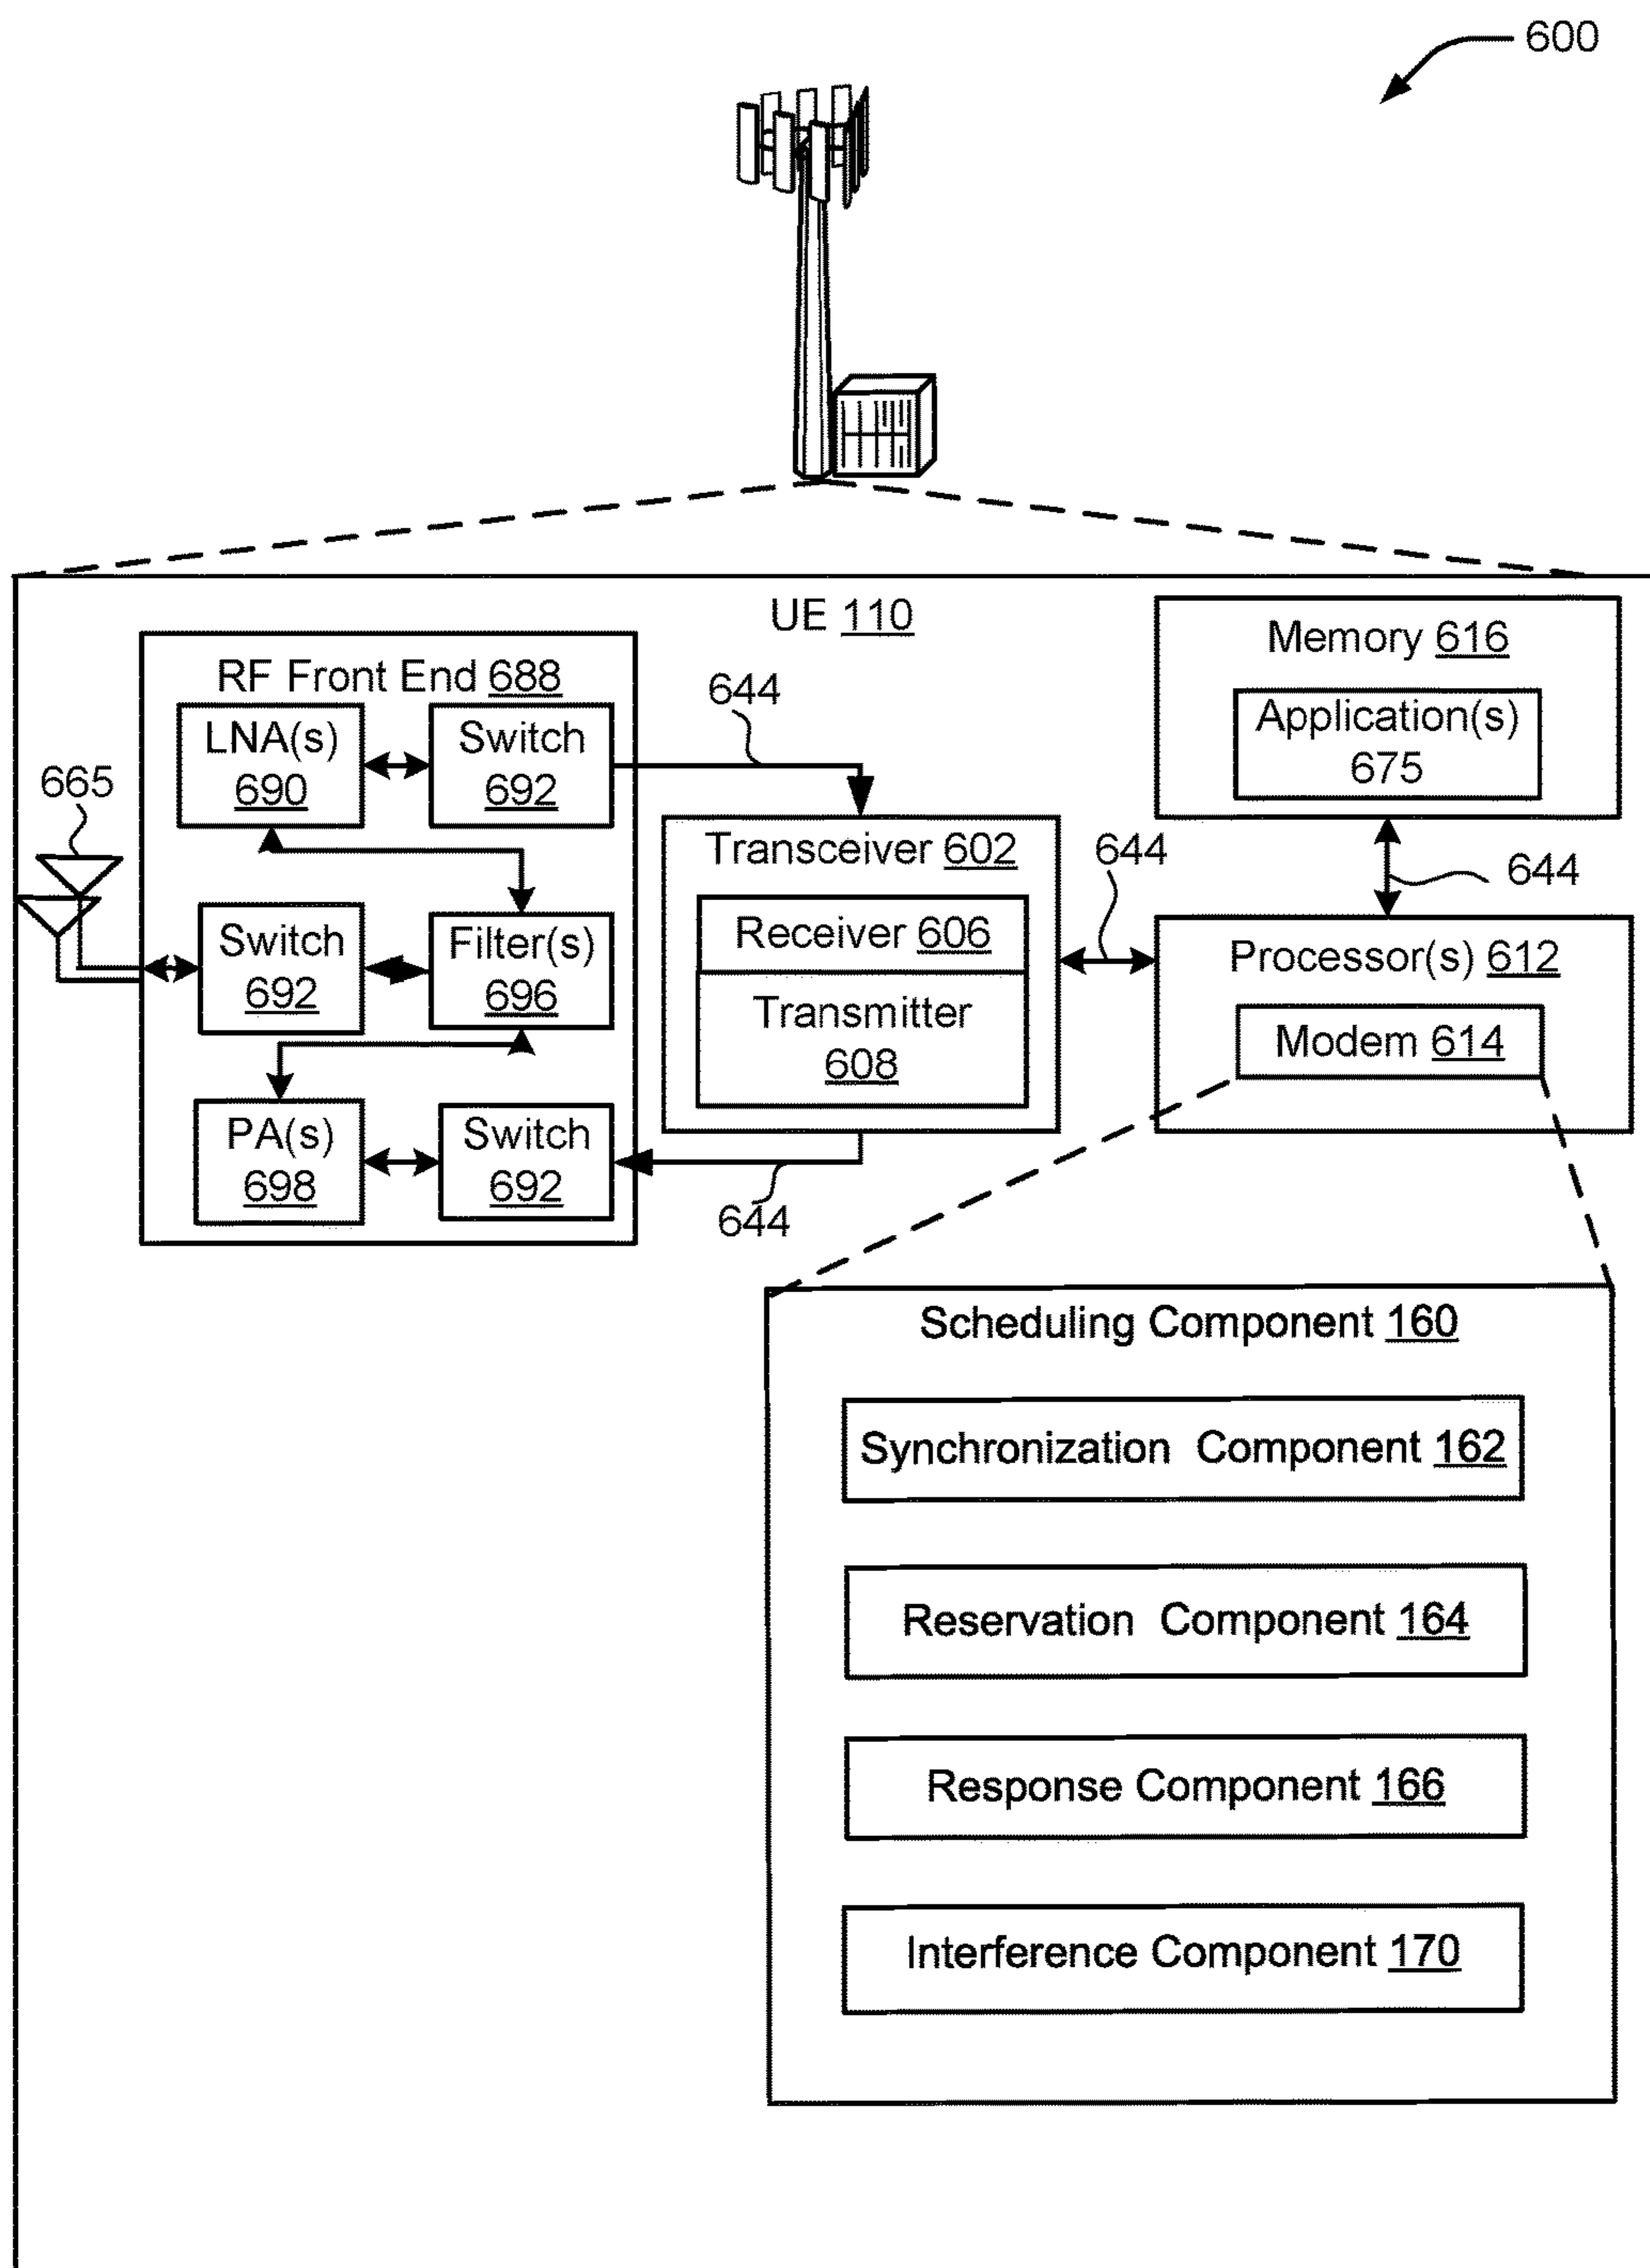 600
UE 110
RF Front End 688
LNA(s)
690
Switch
692
644
665
Switch
692
Filter(s)
696
PA(s)
698
Switch
692
644
Transceiver 602
Receiver 606
Transmitter
608
644
Memory 616
Application(s)
675
644
Processor(s) 612
Modem 614
Scheduling Component 160
Synchronization Component 162
Reservation Component 164
Response Component 166
Interference Component 170